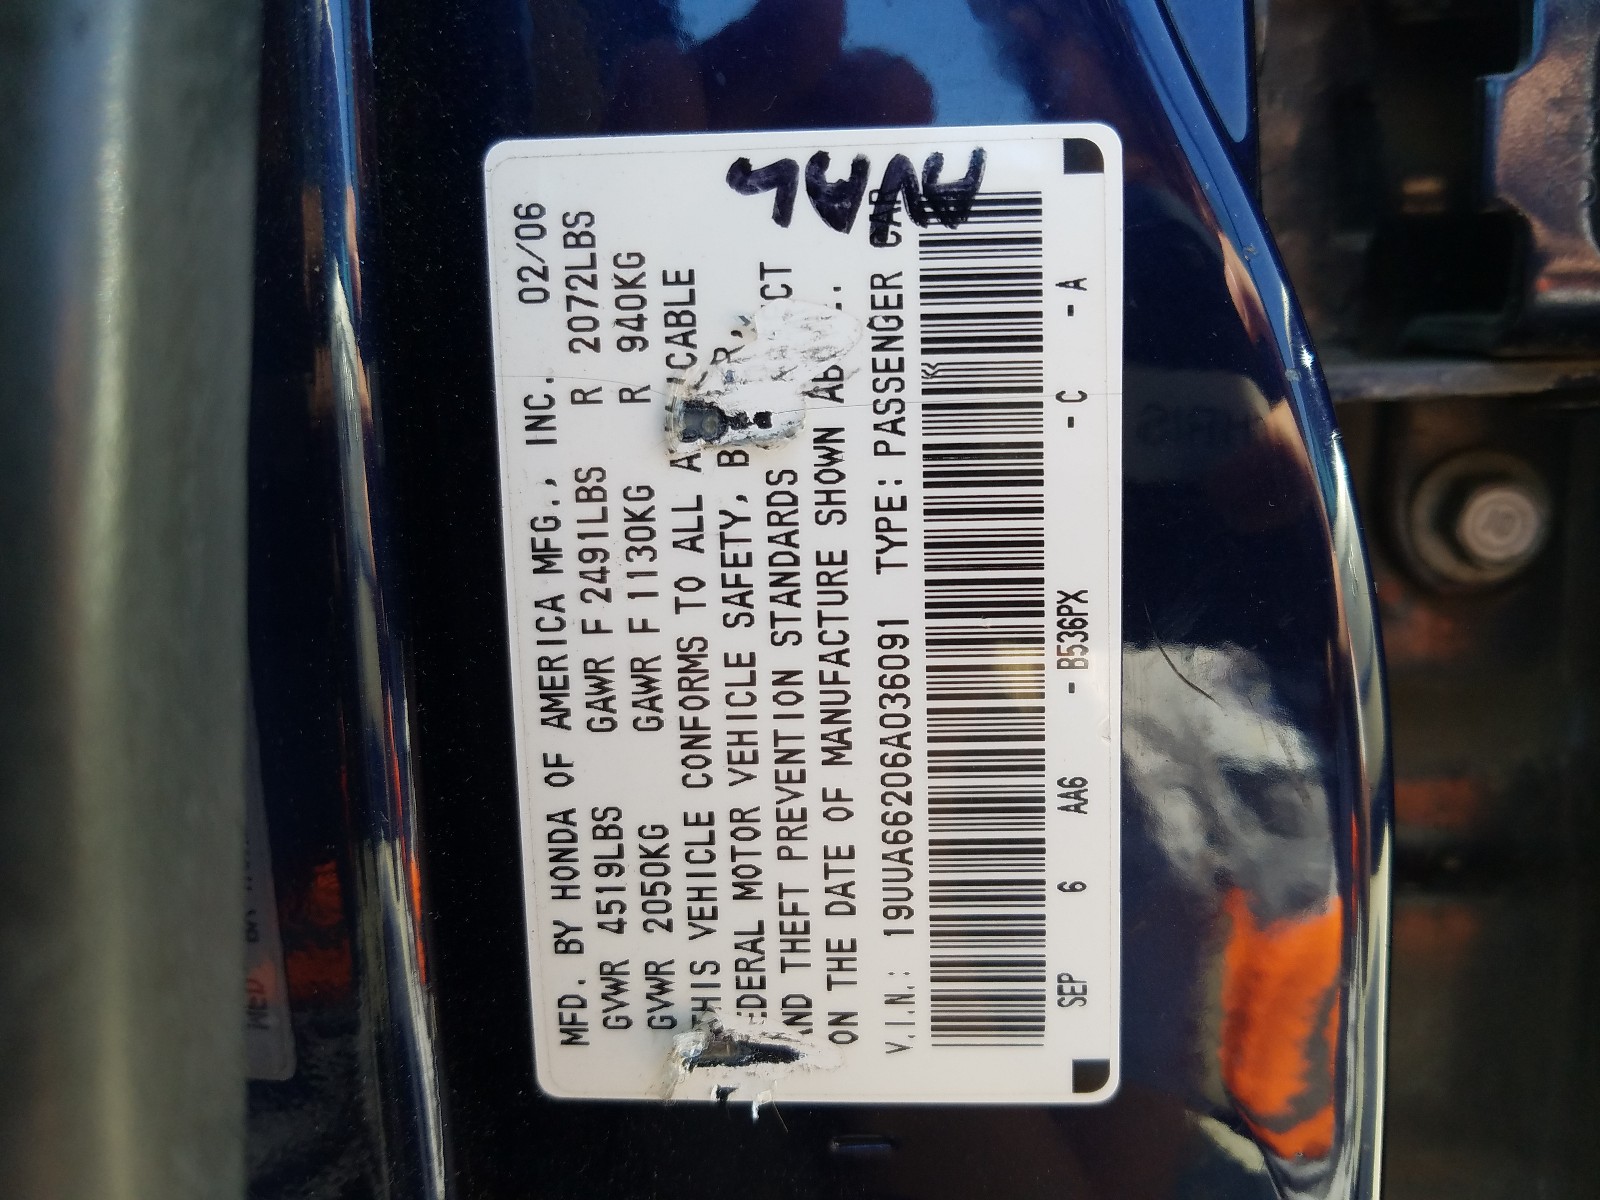 MFD. BY HONDA OF AMERICA MFG., INC. 02/06
GVWR 4519LBS GAWR F 2491LBS R 2072LBS
GVWR 2050KG GAWR F 1130KG R 940KG
THIS VEHICLE CONFORMS TO ALL
FEDERAL MOTOR VEHICLE SAFETY,
AND THEFT PREVENTION STANDARDS
ON THE DATE OF MANUFACTURE SHOWN
V.I.N.: 19UUA66206A036091 TYPE: PASSENGER CAR
SEP 6 AA6 - B536PX - C - A